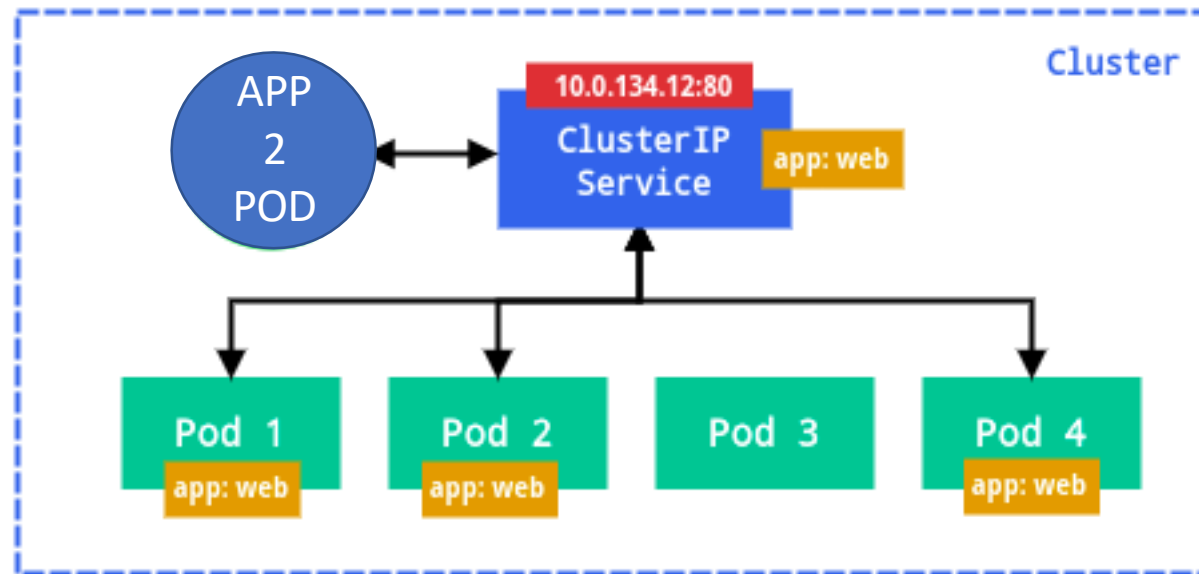 Cluster
10.0.134.12:80
APP
2
POD
ClusterIP
Service
app: web
Pod 1
app: web
Pod 2
app: web
Pod 3
Pod 4
app: web